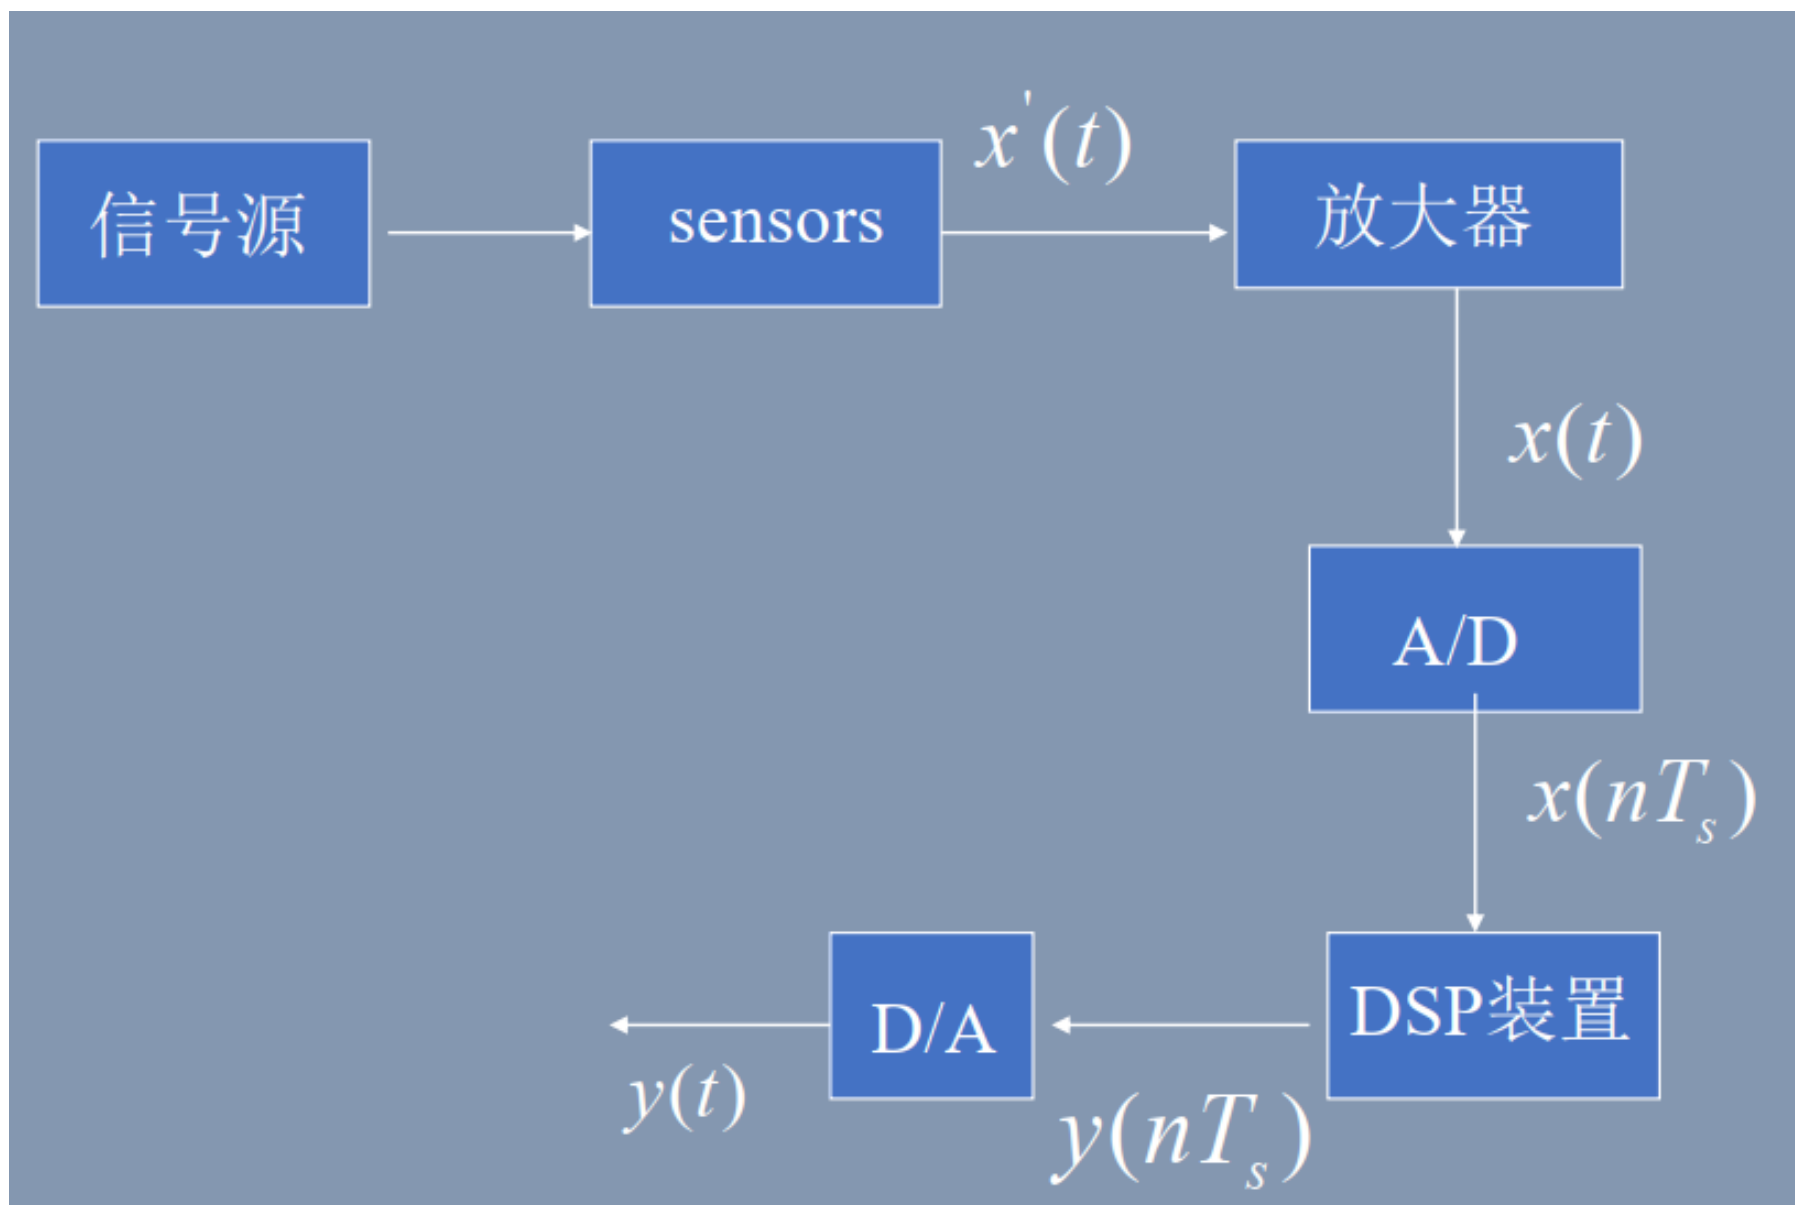 信号源
sensors
x'(t)
放大器
x(t)
A/D
x(nTₛ)
DSP装置
y(nTₛ)
D/A
y(t)